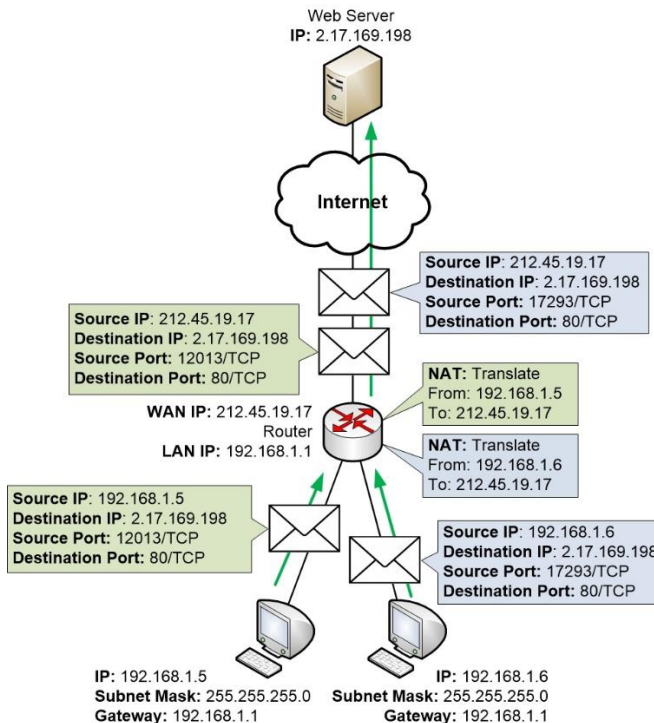 Web Server
IP: 2.17.169.198
Internet
Source IP: 212.45.19.17
Destination IP: 2.17.169.198
Source Port: 17293/TCP
Destination Port: 80/TCP
Source IP: 212.45.19.17
Destination IP: 2.17.169.198
Source Port: 12013/TCP
Destination Port: 80/TCP
NAT: Translate
From: 192.168.1.5
To: 212.45.19.17
WAN IP: 212.45.19.17
Router
LAN IP: 192.168.1.1
NAT: Translate
From: 192.168.1.6
To: 212.45.19.17
Source IP: 192.168.1.5
Destination IP: 2.17.169.198
Source Port: 12013/TCP
Destination Port: 80/TCP
Source IP: 192.168.1.6
Destination IP: 2.17.169.198
Source Port: 17293/TCP
Destination Port: 80/TCP
IP: 192.168.1.5
Subnet Mask: 255.255.255.0
Gateway: 192.168.1.1
IP: 192.168.1.6
Subnet Mask: 255.255.255.0
Gateway: 192.168.1.1